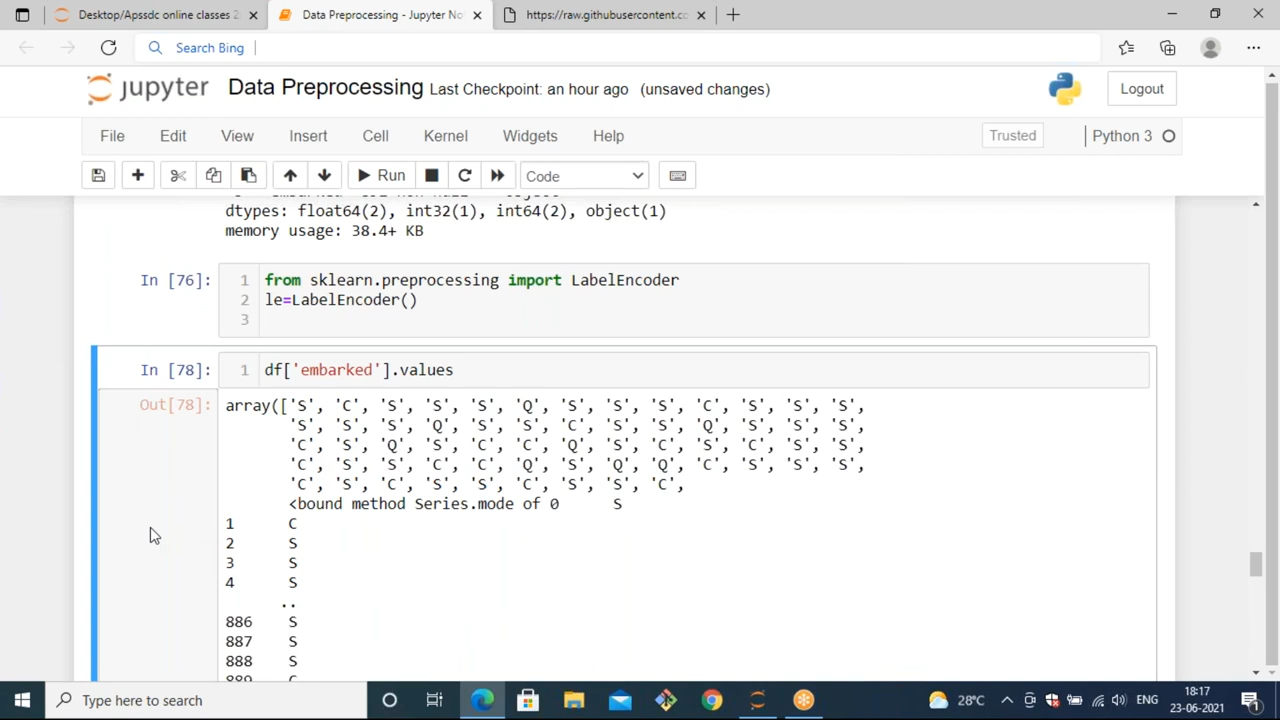 Desktop/Apssdc online classes 2
Data Preprocessing - Jupyter No
https://raw.githubusercontent.co
Search Bing
jupyter
Data Preprocessing Last Checkpoint: an hour ago (unsaved changes)
Logout
File Edit View Insert Cell Kernel Widgets Help
Trusted
Python 3
Run
Code
dtypes: float64(2), int32(1), int64(2), object(1)
memory usage: 38.4+ KB
In [76]: 1 from sklearn.preprocessing import LabelEncoder
2 le=LabelEncoder()
3
In [78]: 1 df['embarked'].values
Out[78]: array(['S', 'C', 'S', 'S', 'S', 'Q', 'S', 'S', 'S', 'C', 'S', 'S', 'S',
'S', 'S', 'S', 'Q', 'S', 'S', 'C', 'S', 'S', 'Q', 'S', 'S', 'S',
'C', 'S', 'Q', 'S', 'C', 'C', 'Q', 'S', 'C', 'S', 'C', 'S', 'S',
'C', 'S', 'S', 'C', 'C', 'Q', 'S', 'Q', 'Q', 'C', 'S', 'S', 'S',
'C', 'S', 'C', 'S', 'S', 'C', 'S', 'S', 'C',
<bound method Series.mode of 0 S
1 C
2 S
3 S
4 S
..
886 S
887 S
888 S
889 C
Type here to search
28°C
ENG
18:17
23-06-2021